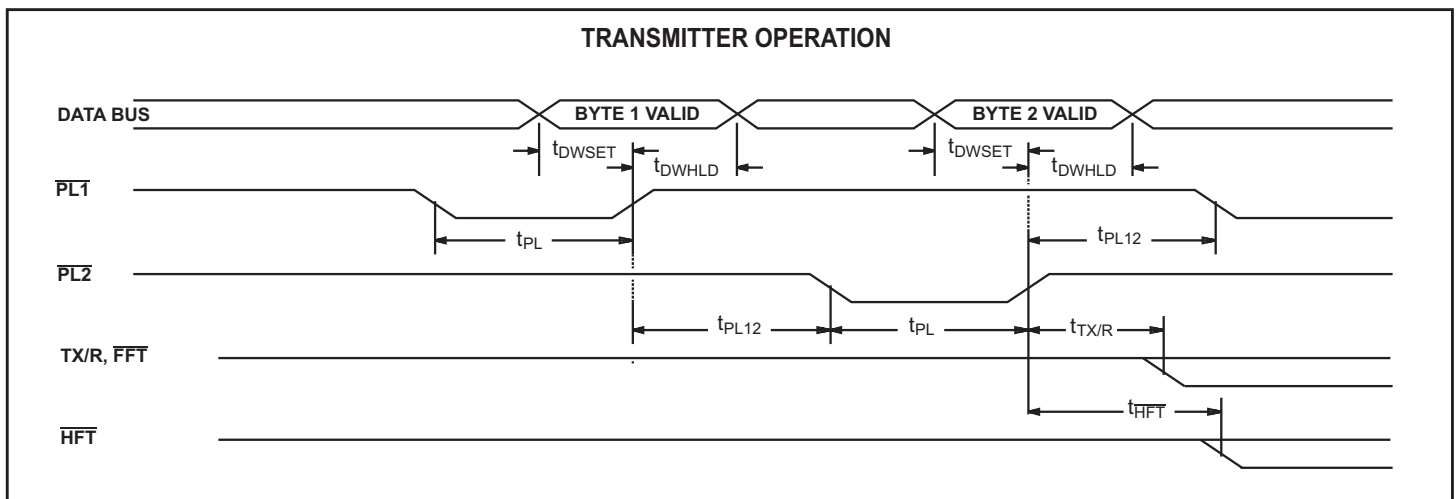 TRANSMITTER OPERATION
DATA BUS
BYTE 1 VALID
BYTE 2 VALID
tDWSET
tDWHLD
tDWSET
tDWHLD
PL1
tPL
tPL12
PL2
tPL12
tPL
tTX/R
TX/R, FFT
tHFT
HFT